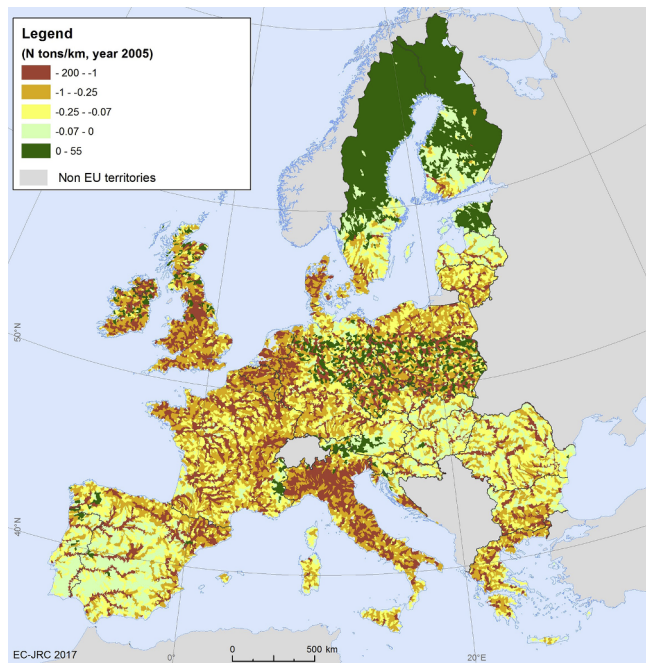 Legend
(N tons/km, year 2005)
- 200 - -1
-1 - -0.25
-0.25 - -0.07
-0.07 - 0
0 - 55
Non EU territories
50°N
40°N
EC-JRC 2017
0°
0 500 km
20°E